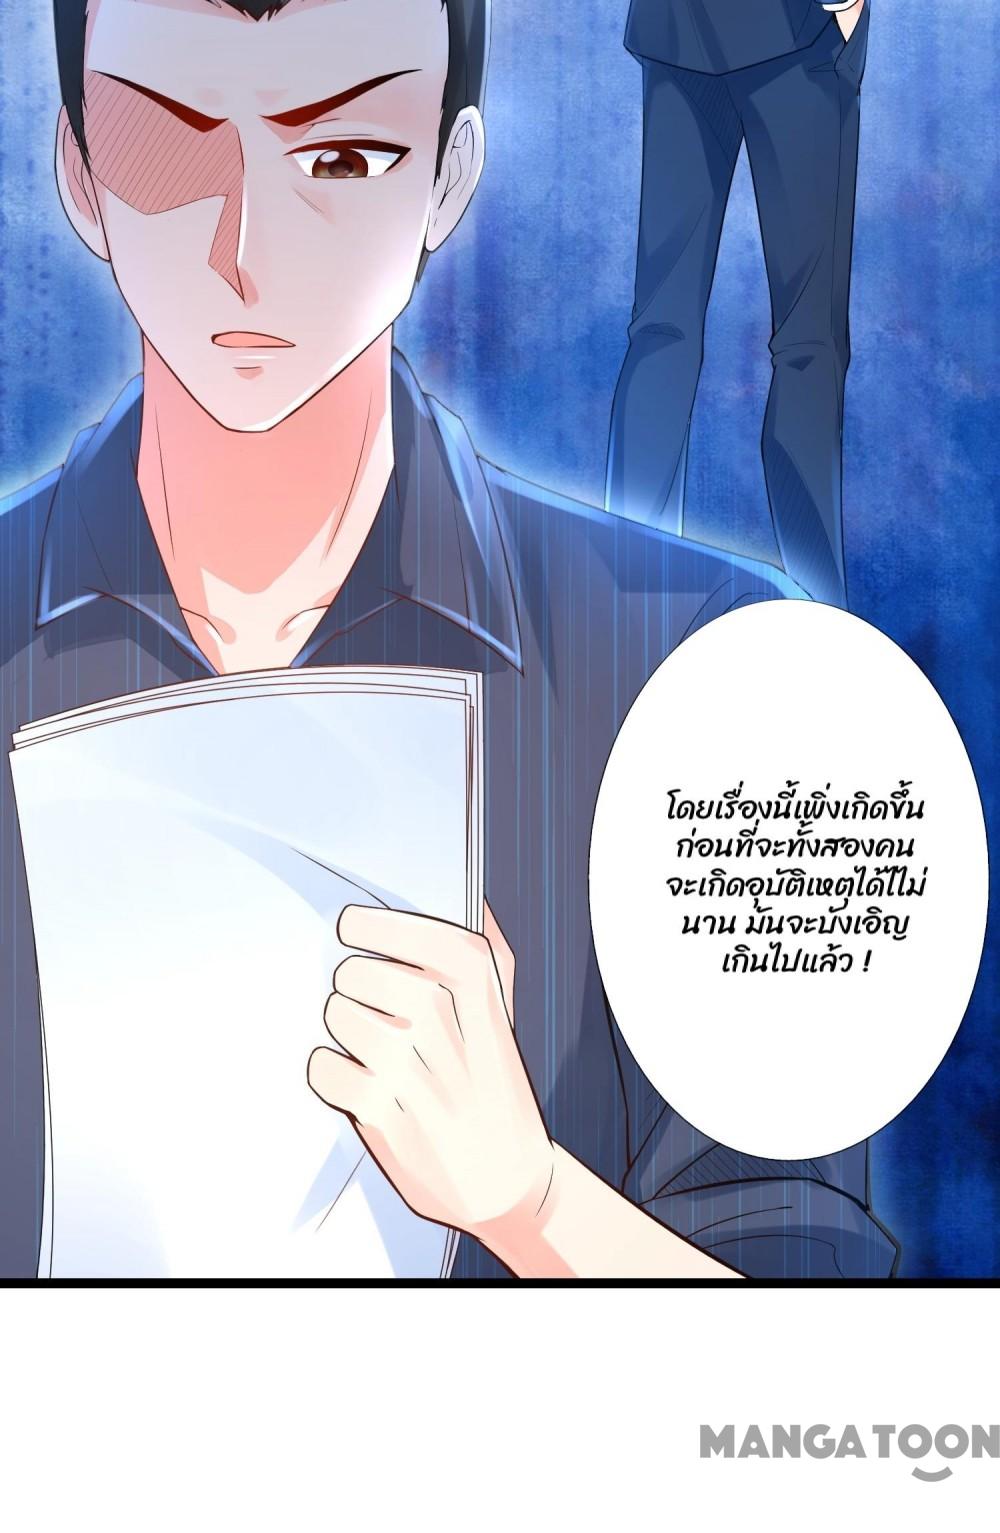 โดยเรื่องนี้เพิ่งเกิดขึ้น
ก่อนที่จะทั้งสองคน
จะเกิดอุบัติเหตุได้ไไม่
นาน มันจะบังเอิญ
เกินไปแล้ว !
MANGATOON